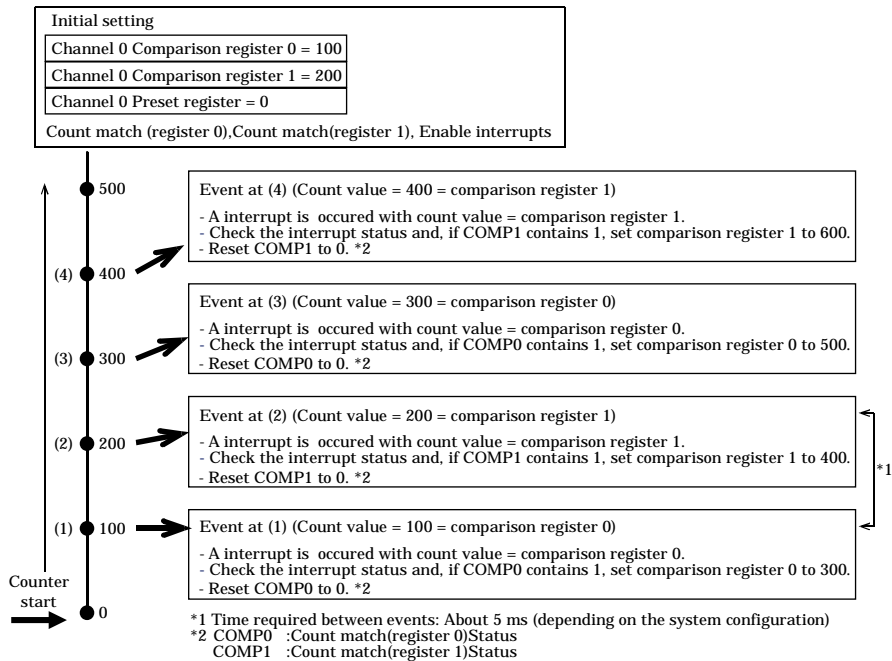 Initial setting
Channel 0 Comparison register 0 = 100
Channel 0 Comparison register 1 = 200
Channel 0 Preset register = 0
Count match (register 0),Count match(register 1), Enable interrupts
500
Event at (4) (Count value = 400 = comparison register 1)
- A interrupt is occured with count value = comparison register 1.
- Check the interrupt status and, if COMP1 contains 1, set comparison register 1 to 600.
- Reset COMP1 to 0. *2
(4) 400
Event at (3) (Count value = 300 = comparison register 0)
- A interrupt is occured with count value = comparison register 0.
- Check the interrupt status and, if COMP0 contains 1, set comparison register 0 to 500.
- Reset COMP0 to 0. *2
(3) 300
Event at (2) (Count value = 200 = comparison register 1)
- A interrupt is occured with count value = comparison register 1.
- Check the interrupt status and, if COMP1 contains 1, set comparison register 1 to 400.
- Reset COMP1 to 0. *2
(2) 200
*1
Event at (1) (Count value = 100 = comparison register 0)
- A interrupt is occured with count value = comparison register 0.
- Check the interrupt status and, if COMP0 contains 1, set comparison register 0 to 300.
- Reset COMP0 to 0. *2
(1) 100
Counter
start
0
*1 Time required between events: About 5 ms (depending on the system configuration)
*2 COMP0 :Count match(register 0)Status
COMP1 :Count match(register 1)Status